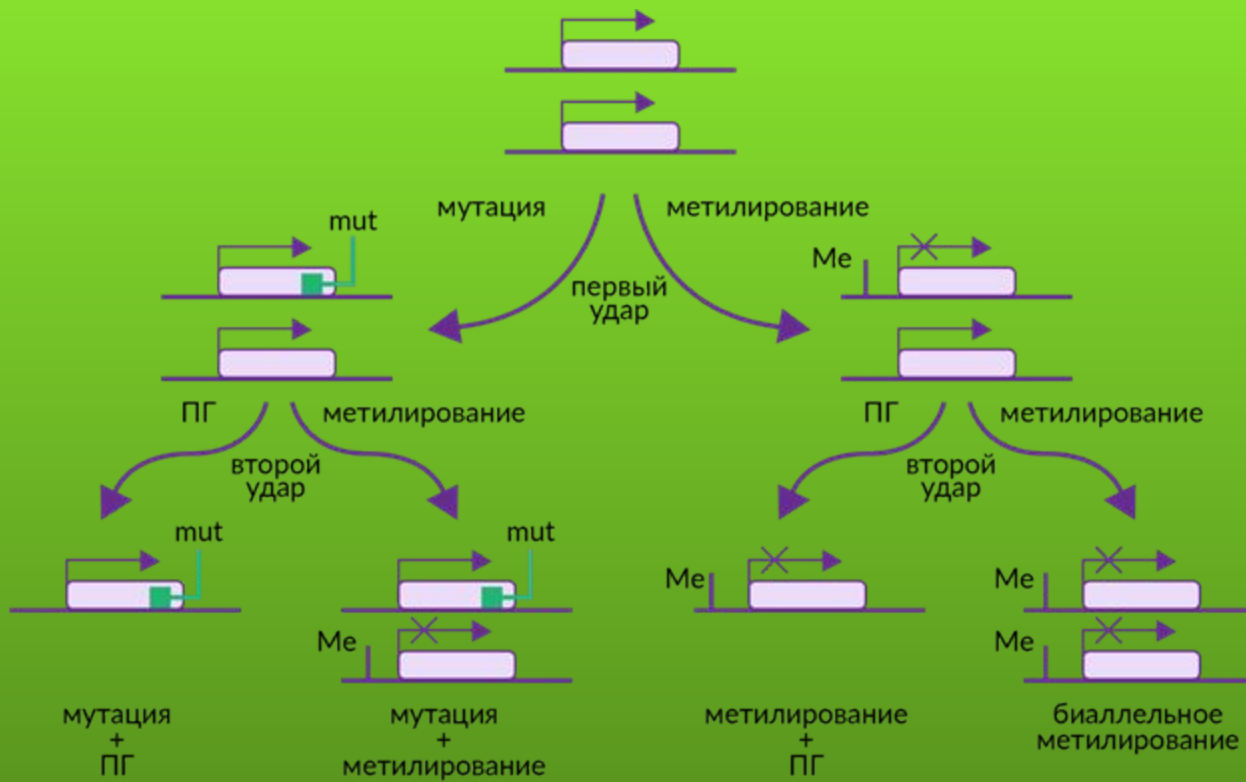 мутация
метилирование
mut
Me
первый
удар
ПГ
метилирование
ПГ
метилирование
второй
удар
второй
удар
mut
mut
Me
Me
Me
Me
мутация
+
ПГ
мутация
+
метилирование
метилирование
+
ПГ
биаллельное
метилирование